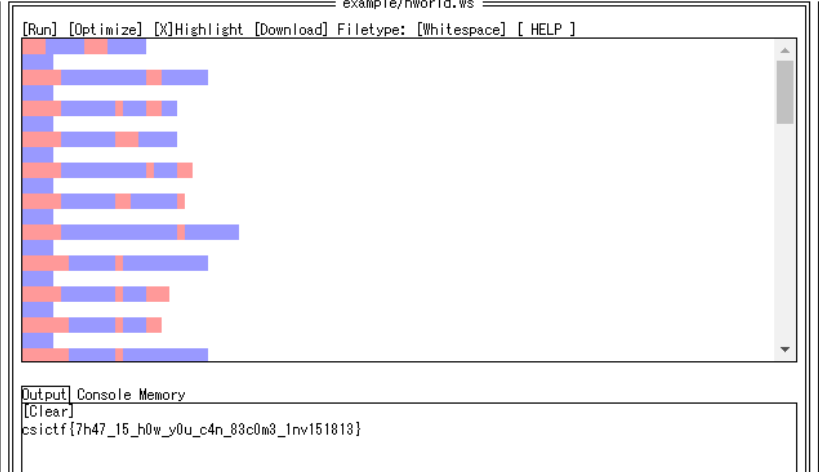 example/hworld.ws
[Run] [Optimize] [X]Highlight [Download] Filetype: [Whitespace] [ HELP ]
Output Console Memory
[Clear]
csictf{7h47_15_h0w_y0u_c4n_83c0m3_1nv151813}